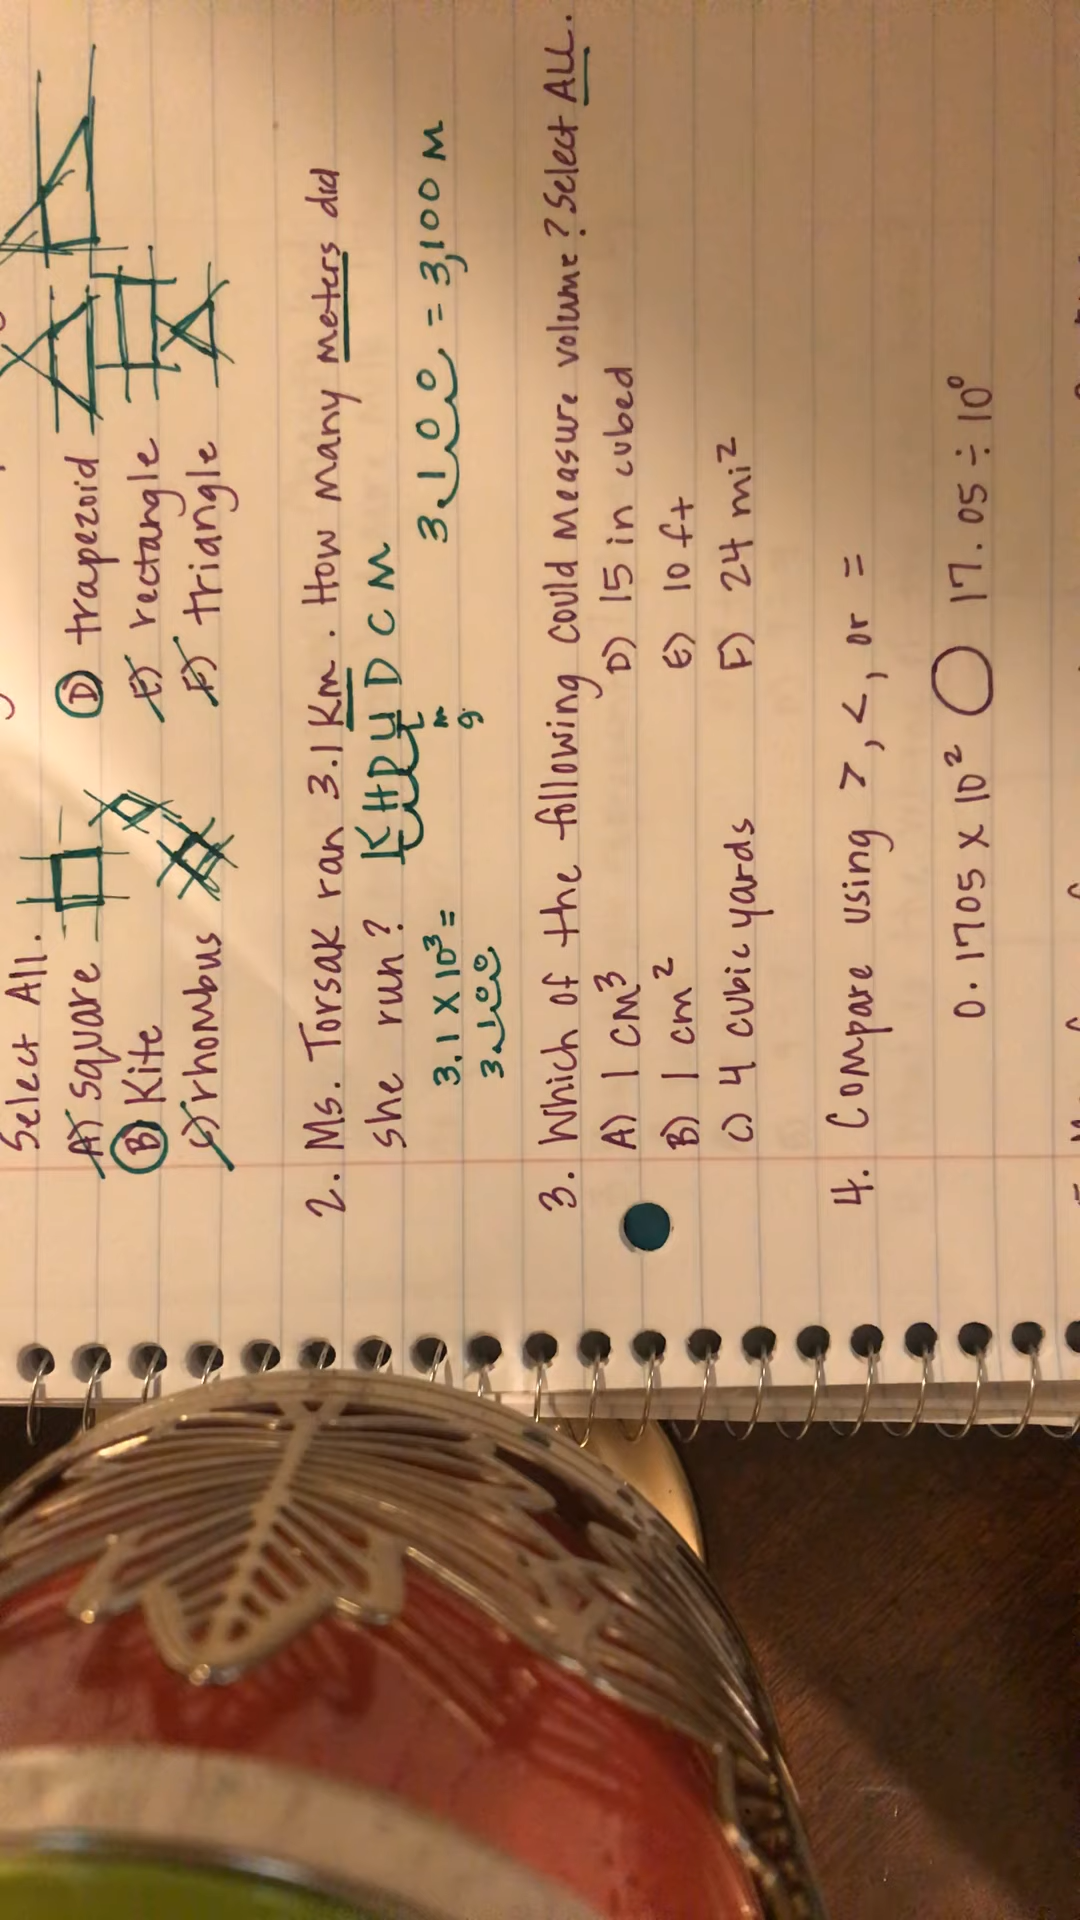 Select All.
A) square
B) Kite
C) rhombus
D) trapezoid
E) rectangle
F) triangle
2. Ms. Torsak ran 3.1 Km. How many meters did
she run? K H D U D C M
m
g
3.1 x 10³ =
3.100
3.100. = 3,100 M
3. Which of the following could measure volume? Select ALL.
A) 1 cm³
B) 1 cm²
C) 4 cubic yards
D) 15 in cubed
E) 10 ft
F) 24 mi²
4. Compare using >, <, or =
0.1705 x 10² ◯ 17.05 ÷ 10⁰